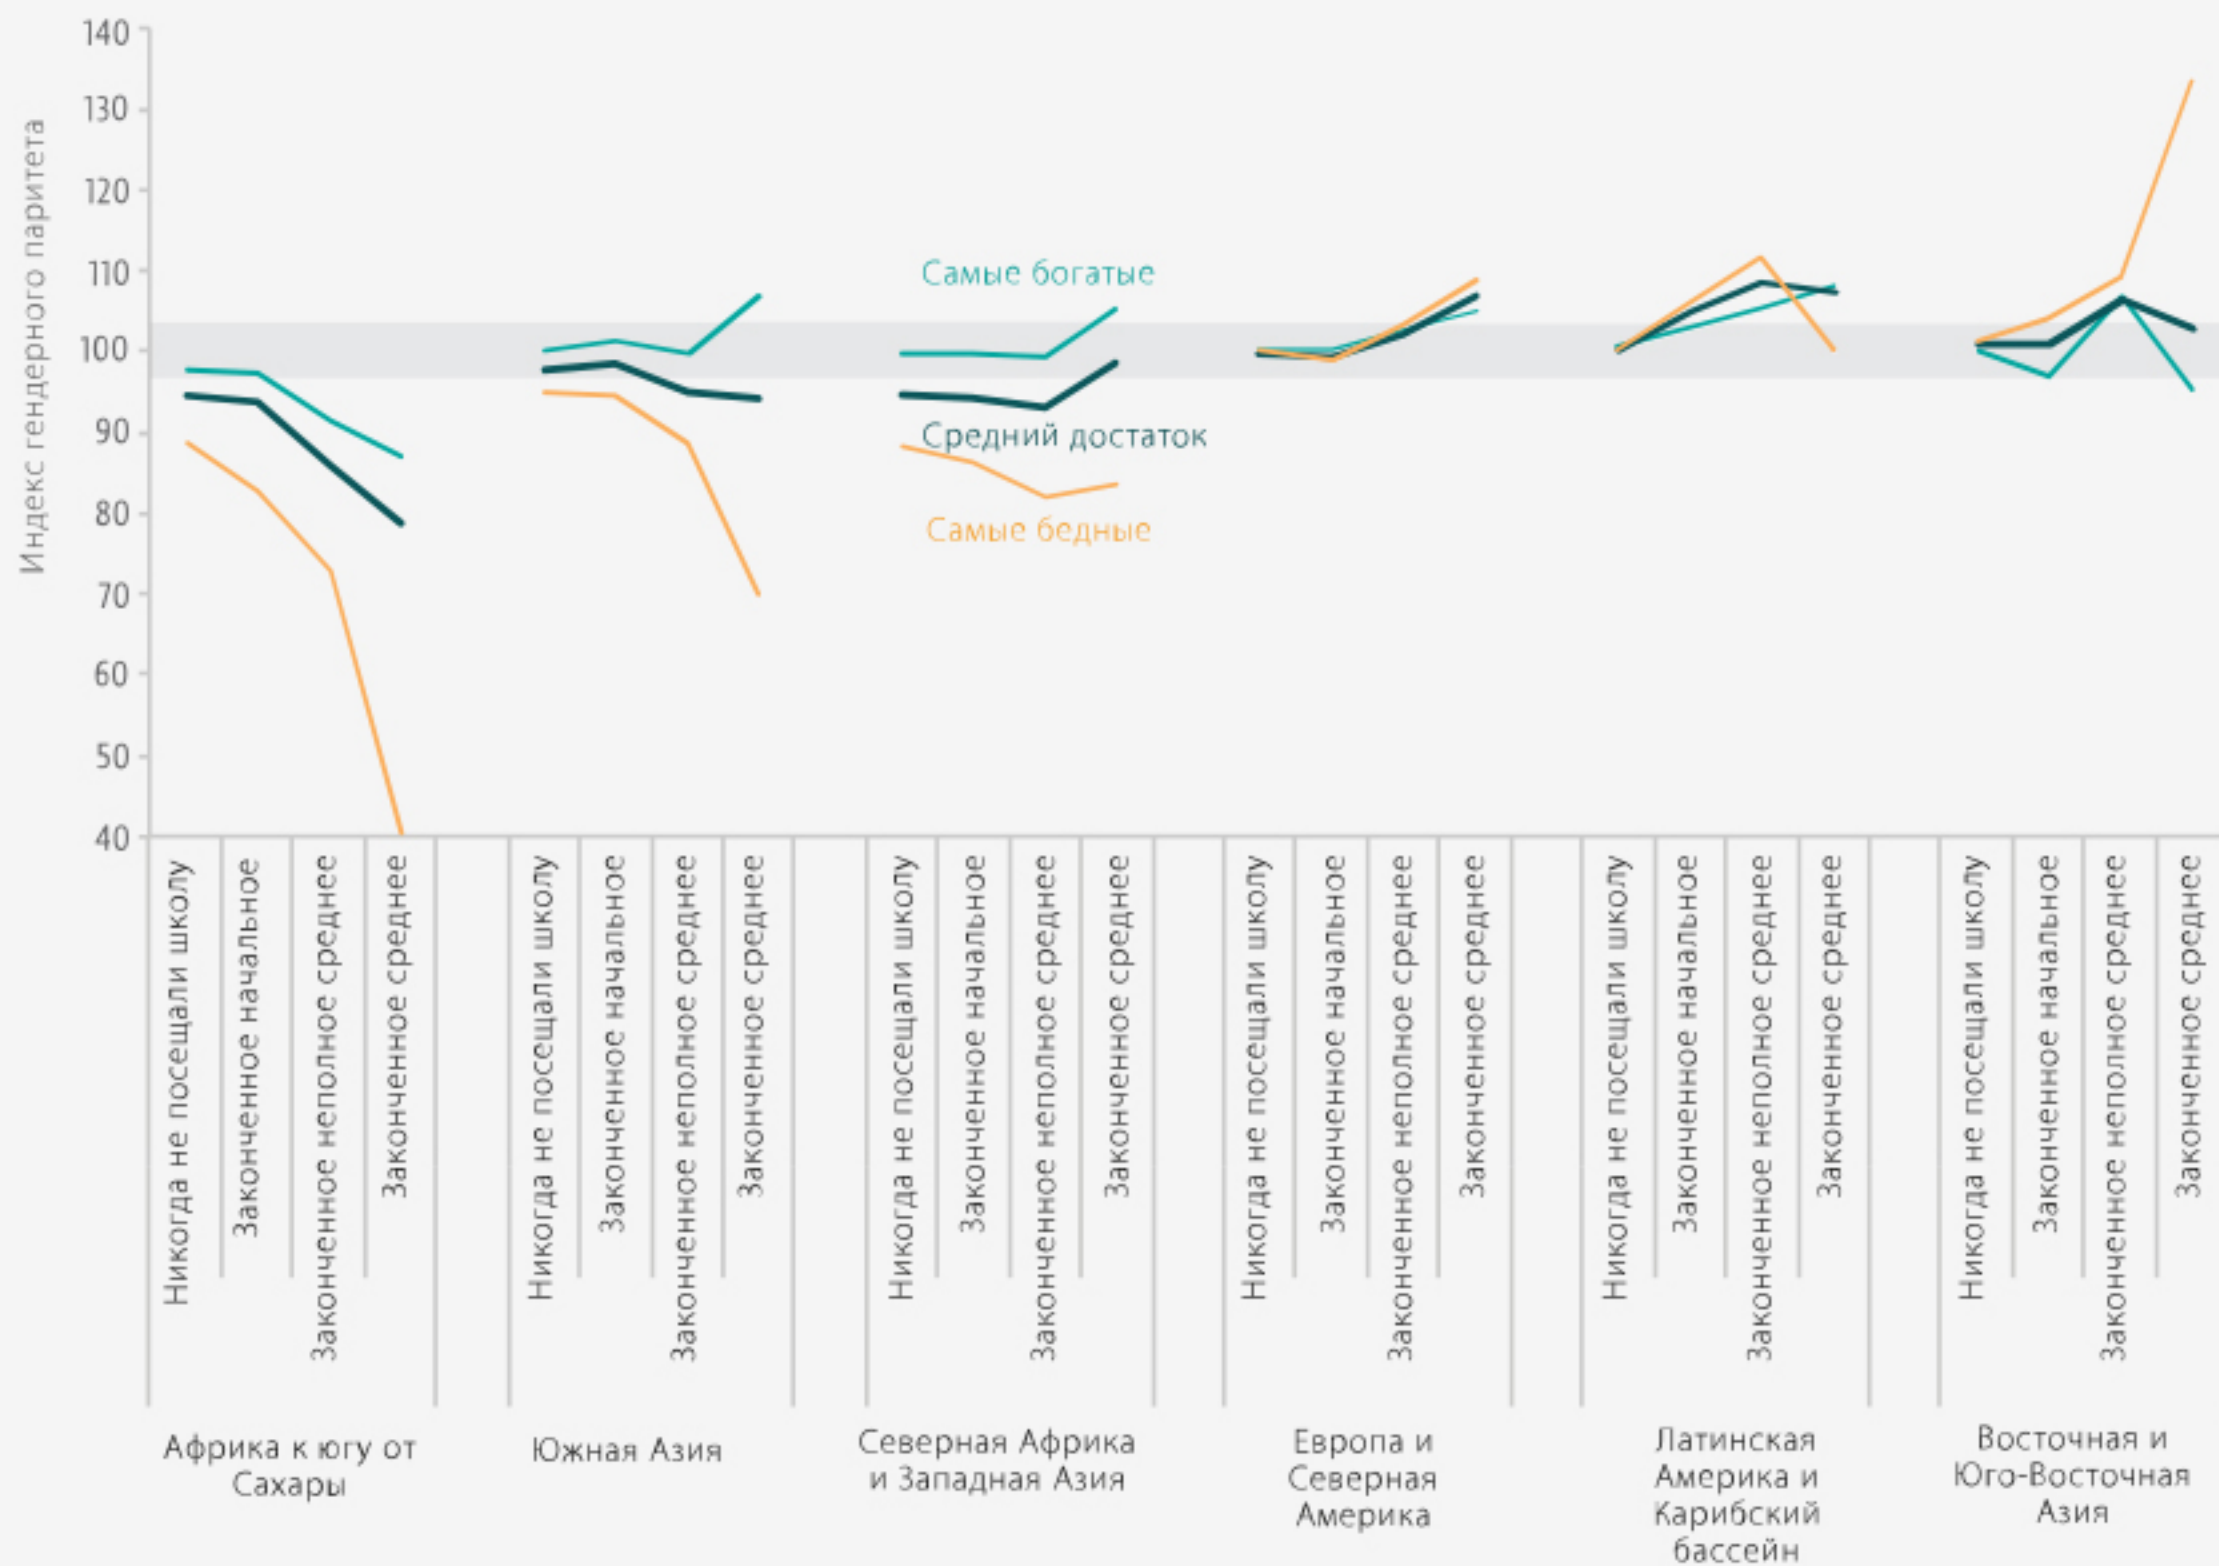 Индекс гендерного паритета
140
130
120
110
100
90
80
70
60
50
40
Самые богатые
Средний достаток
Самые бедные
Никогда не посещали школу
Законченное начальное
Законченное неполное среднее
Законченное среднее
Никогда не посещали школу
Законченное начальное
Законченное неполное среднее
Законченное среднее
Никогда не посещали школу
Законченное начальное
Законченное неполное среднее
Законченное среднее
Никогда не посещали школу
Законченное начальное
Законченное неполное среднее
Законченное среднее
Никогда не посещали школу
Законченное начальное
Законченное неполное среднее
Законченное среднее
Никогда не посещали школу
Законченное начальное
Законченное неполное среднее
Законченное среднее
Африка к югу от
Сахары
Южная Азия
Северная Африка
и Западная Азия
Европа и
Северная
Америка
Латинская
Америка и
Карибский
бассейн
Восточная и
Юго-Восточная
Азия